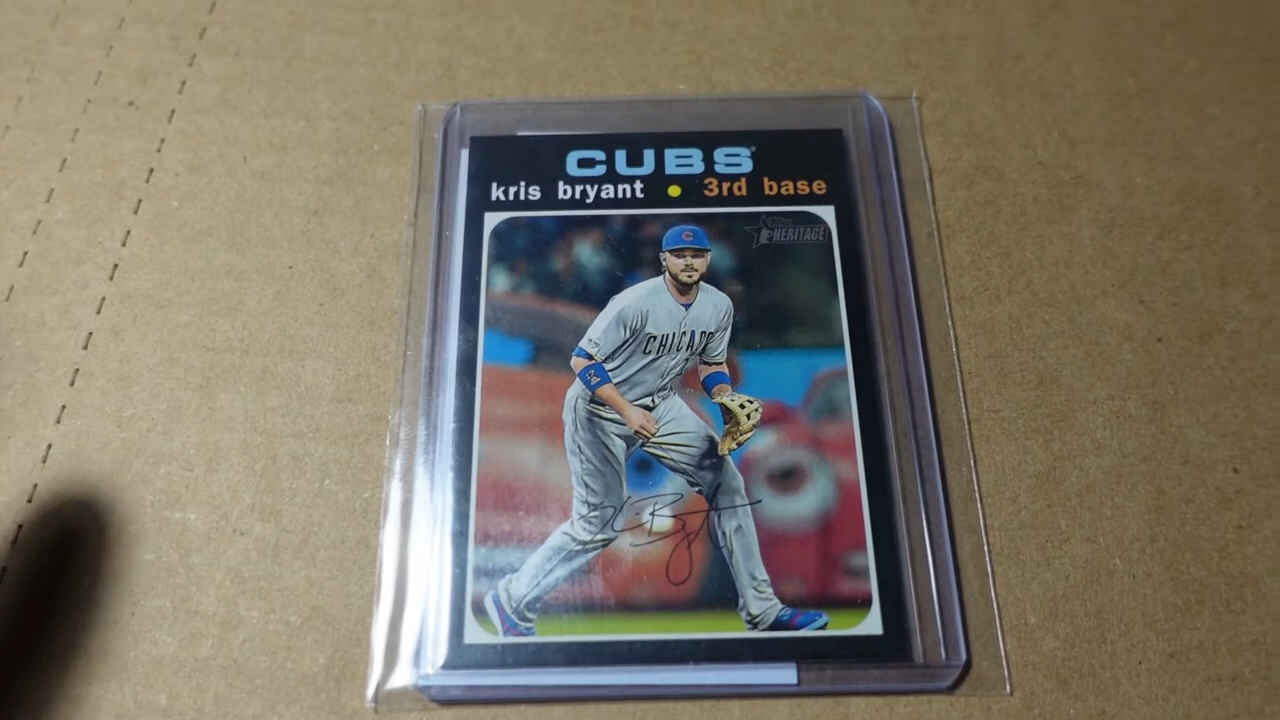 CUBS
kris bryant • 3rd base
Topps
HERITAGE
CHICAGO